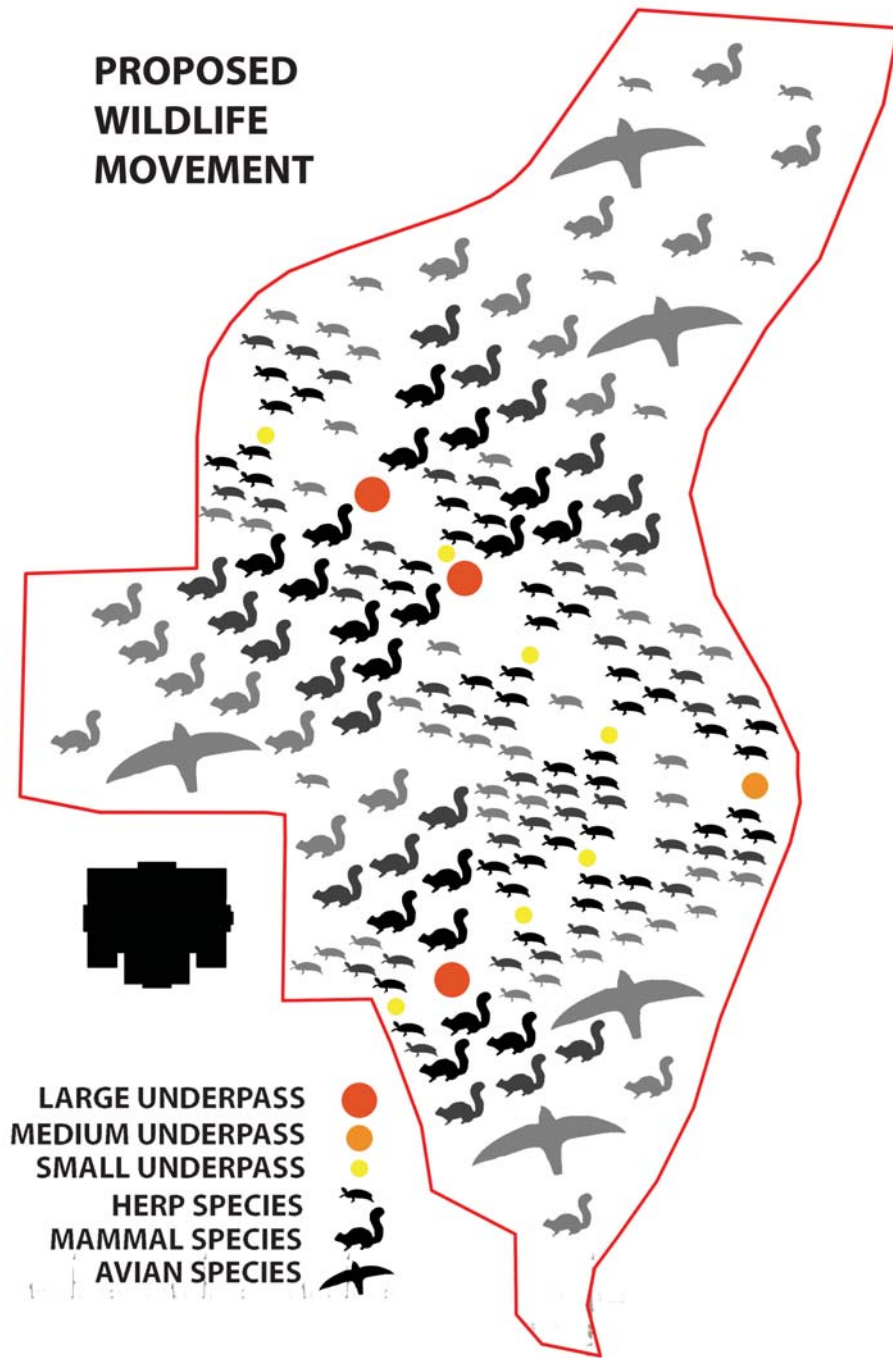 PROPOSED
WILDLIFE
MOVEMENT
LARGE UNDERPASS
MEDIUM UNDERPASS
SMALL UNDERPASS
HERP SPECIES
MAMMAL SPECIES
AVIAN SPECIES